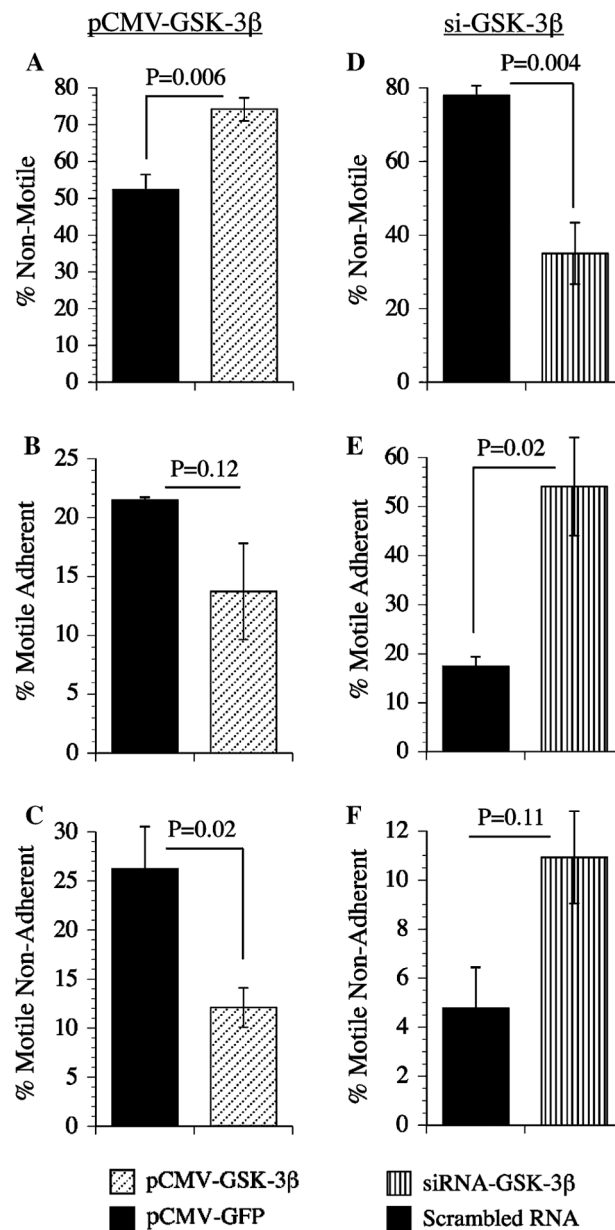 pCMV-GSK-3β
A
P=0.006
% Non-Motile
80
70
60
50
40
30
20
10
0
B
P=0.12
% Motile Adherent
25
20
15
10
5
0
C
P=0.02
% Motile Non-Adherent
30
25
20
15
10
5
0
pCMV-GSK-3β
pCMV-GFP
si-GSK-3β
D
P=0.004
% Non-Motile
80
60
40
20
0
E
P=0.02
% Motile Adherent
60
50
40
30
20
10
0
F
P=0.11
% Motile Non-Adherent
12
10
8
6
4
2
0
siRNA-GSK-3β
Scrambled RNA